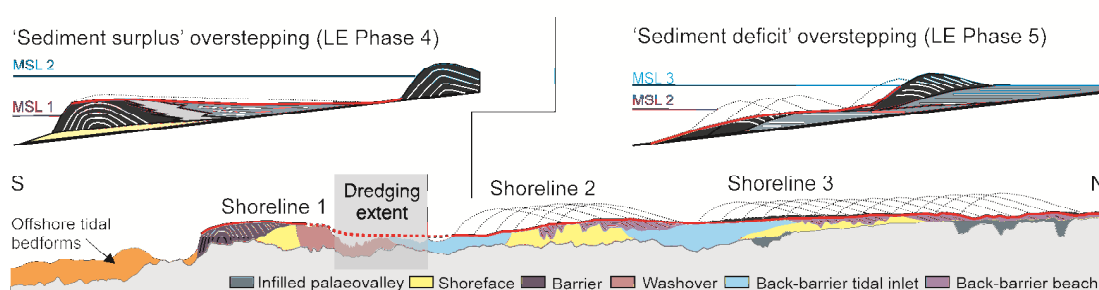 'Sediment surplus' overstepping (LE Phase 4)
MSL 2
MSL 1
'Sediment deficit' overstepping (LE Phase 5)
MSL 3
MSL 2
S
Offshore tidal
bedforms
Shoreline 1
Dredging
extent
Shoreline 2
Shoreline 3
N
Infilled palaeovalley
Shoreface
Barrier
Washover
Back-barrier tidal inlet
Back-barrier beach